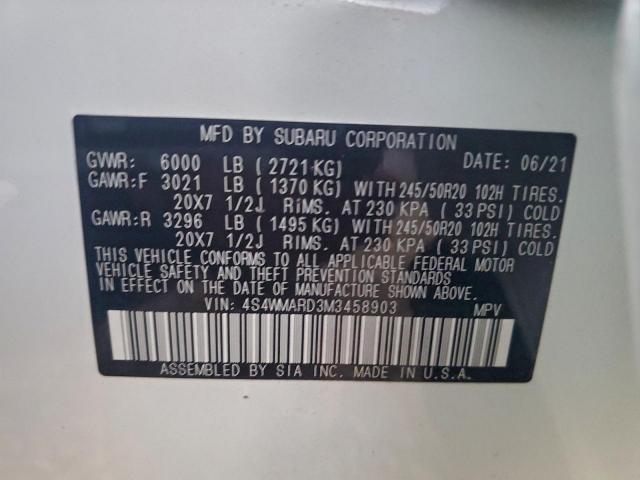 MFD BY SUBARU CORPORATION
GVWR: 6000 LB ( 2721 KG) DATE: 06/21
GAWR:F 3021 LB ( 1370 KG) WITH 245/50R20 102H TIRES.
20X7 1/2J RIMS. AT 230 KPA ( 33 PSI) COLD
GAWR:R 3296 LB ( 1495 KG) WITH 245/50R20 102H TIRES.
20X7 1/2J RIMS. AT 230 KPA ( 33 PSI) COLD
THIS VEHICLE CONFORMS TO ALL APPLICABLE FEDERAL MOTOR
VEHICLE SAFETY AND THEFT PREVENTION STANDARDS
IN EFFECT ON THE DATE OF MANUFACTURE SHOWN ABOVE.
VIN: 4S4WMARD3M3458903 MPV
ASSEMBLED BY SIA INC. MADE IN U.S.A.